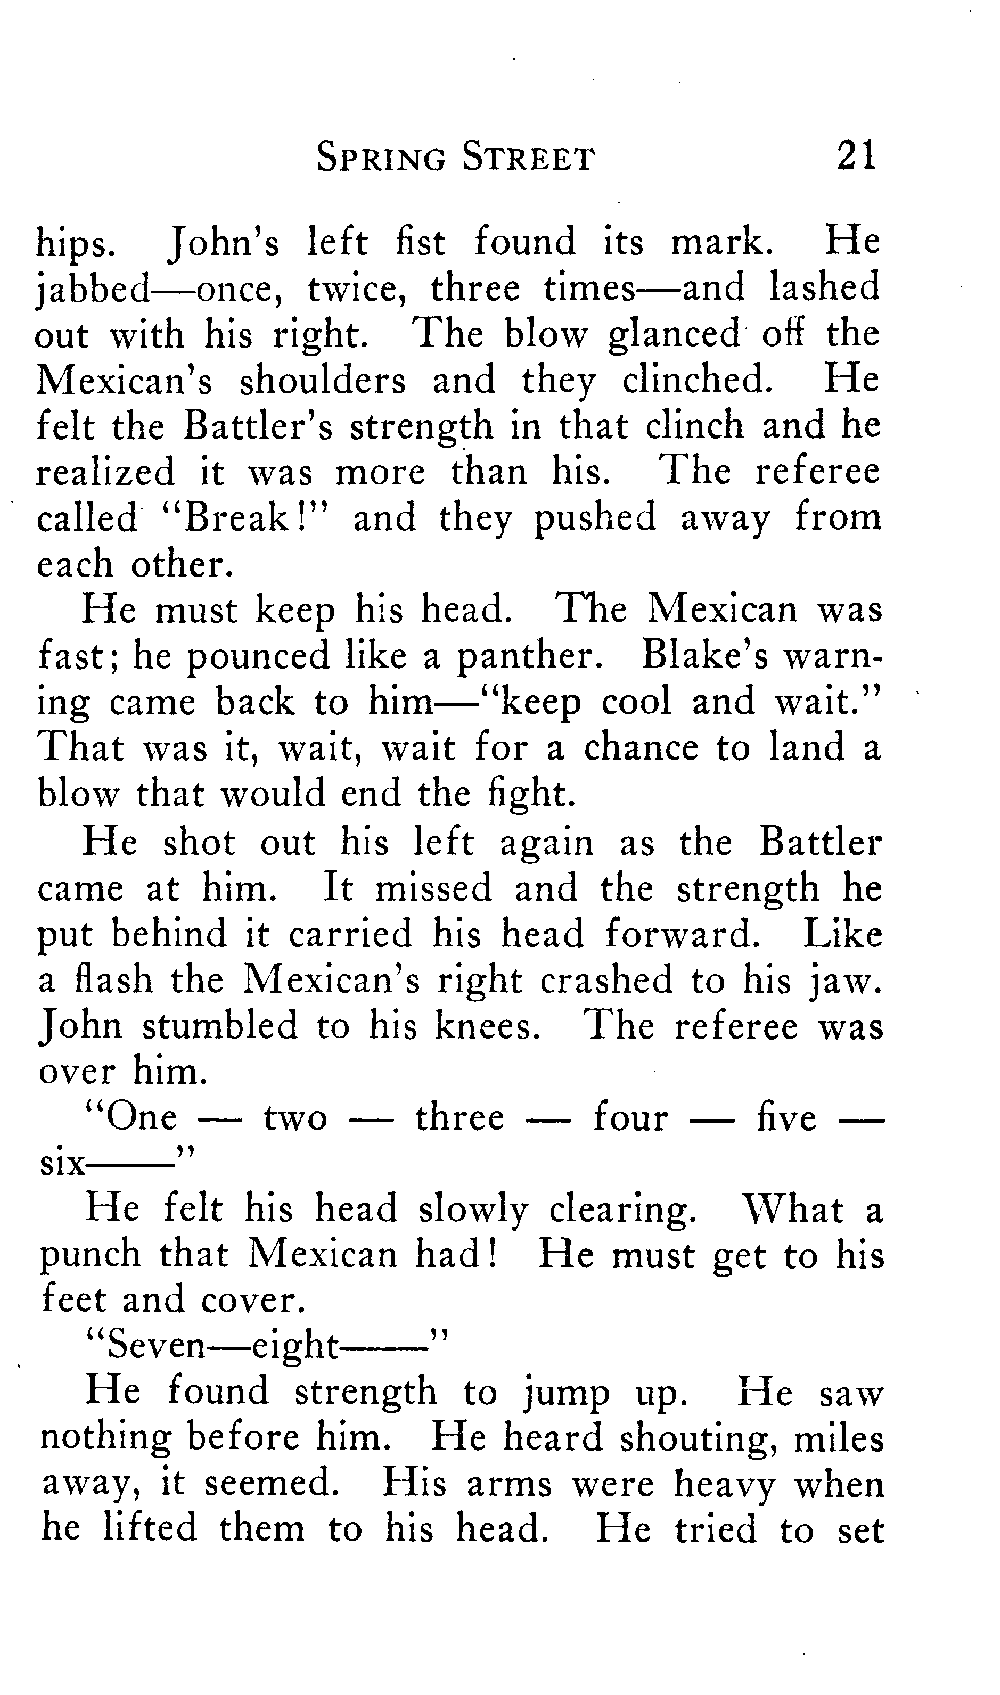 SPRING STREET 21
hips. John's left fist found its mark. He
jabbed—once, twice, three times—and lashed
out with his right. The blow glanced off the
Mexican's shoulders and they clinched. He
felt the Battler's strength in that clinch and he
realized it was more than his. The referee
called "Break!" and they pushed away from
each other.
He must keep his head. The Mexican was
fast; he pounced like a panther. Blake's warn-
ing came back to him—"keep cool and wait."
That was it, wait, wait for a chance to land a
blow that would end the fight.
He shot out his left again as the Battler
came at him. It missed and the strength he
put behind it carried his head forward. Like
a flash the Mexican's right crashed to his jaw.
John stumbled to his knees. The referee was
over him.
"One — two — three — four — five —
six——"
He felt his head slowly clearing. What a
punch that Mexican had! He must get to his
feet and cover.
"Seven—eight——"
He found strength to jump up. He saw
nothing before him. He heard shouting, miles
away, it seemed. His arms were heavy when
he lifted them to his head. He tried to set